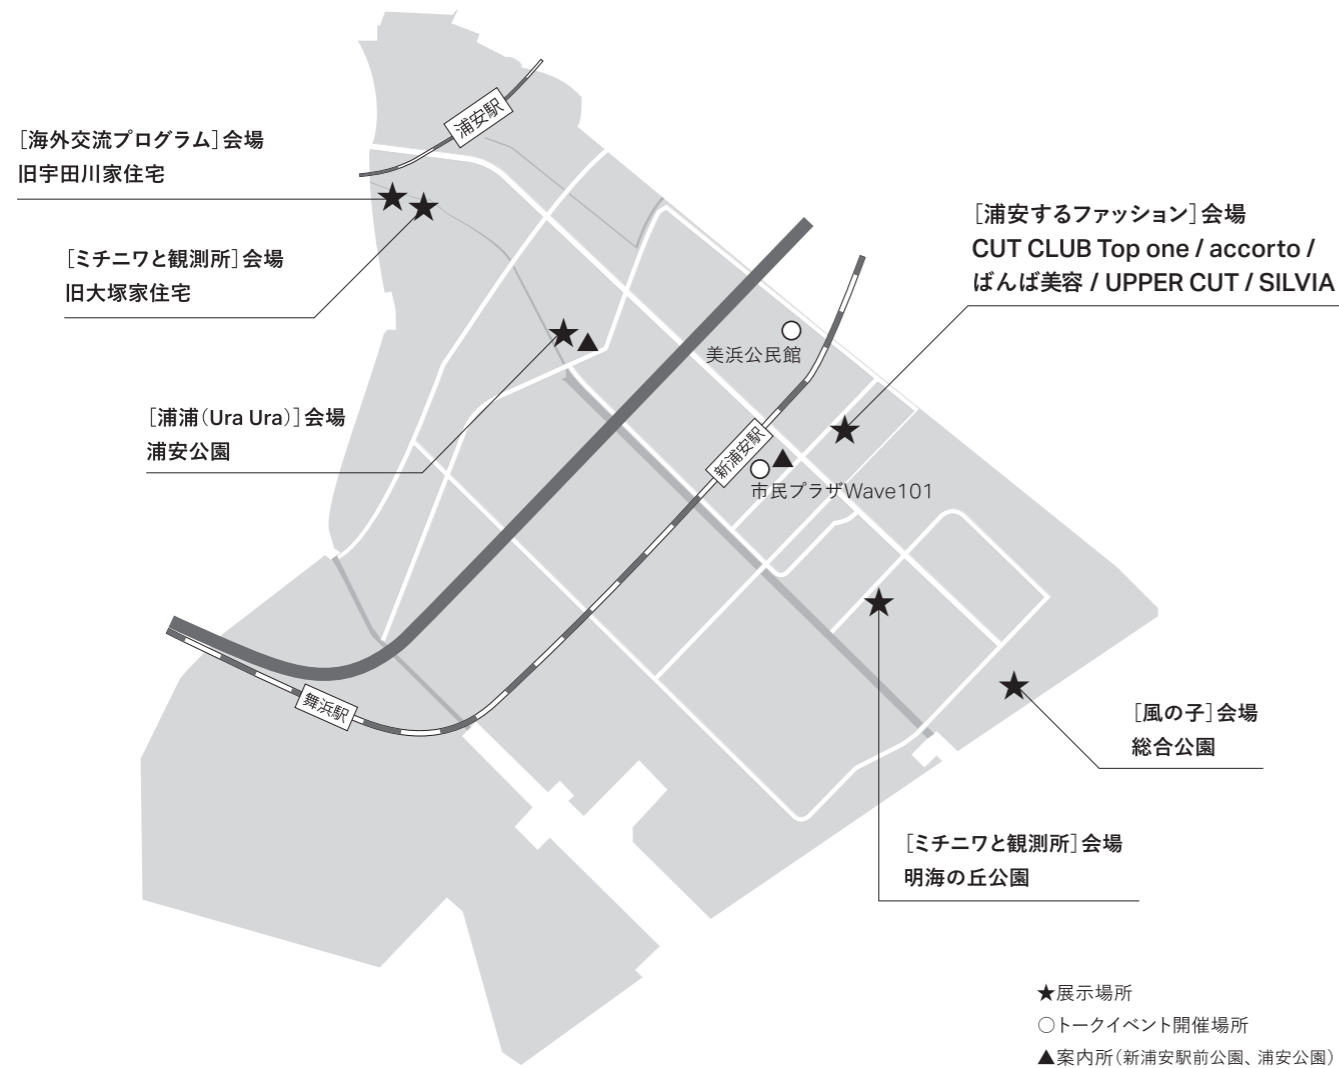 浦安駅
［海外交流プログラム］会場
旧宇田川家住宅
［ミチニワと観測所］会場
旧大塚家住宅
［浦安するファッション］会場
CUT CLUB Top one / accorto /
ばんば美容 / UPPER CUT / SILVIA
美浜公民館
［浦浦（Ura Ura）］会場
浦安公園
新浦安駅
市民プラザWave101
舞浜駅
［風の子］会場
総合公園
［ミチニワと観測所］会場
明海の丘公園
★展示場所
○トークイベント開催場所
▲案内所（新浦安駅前公園、浦安公園）